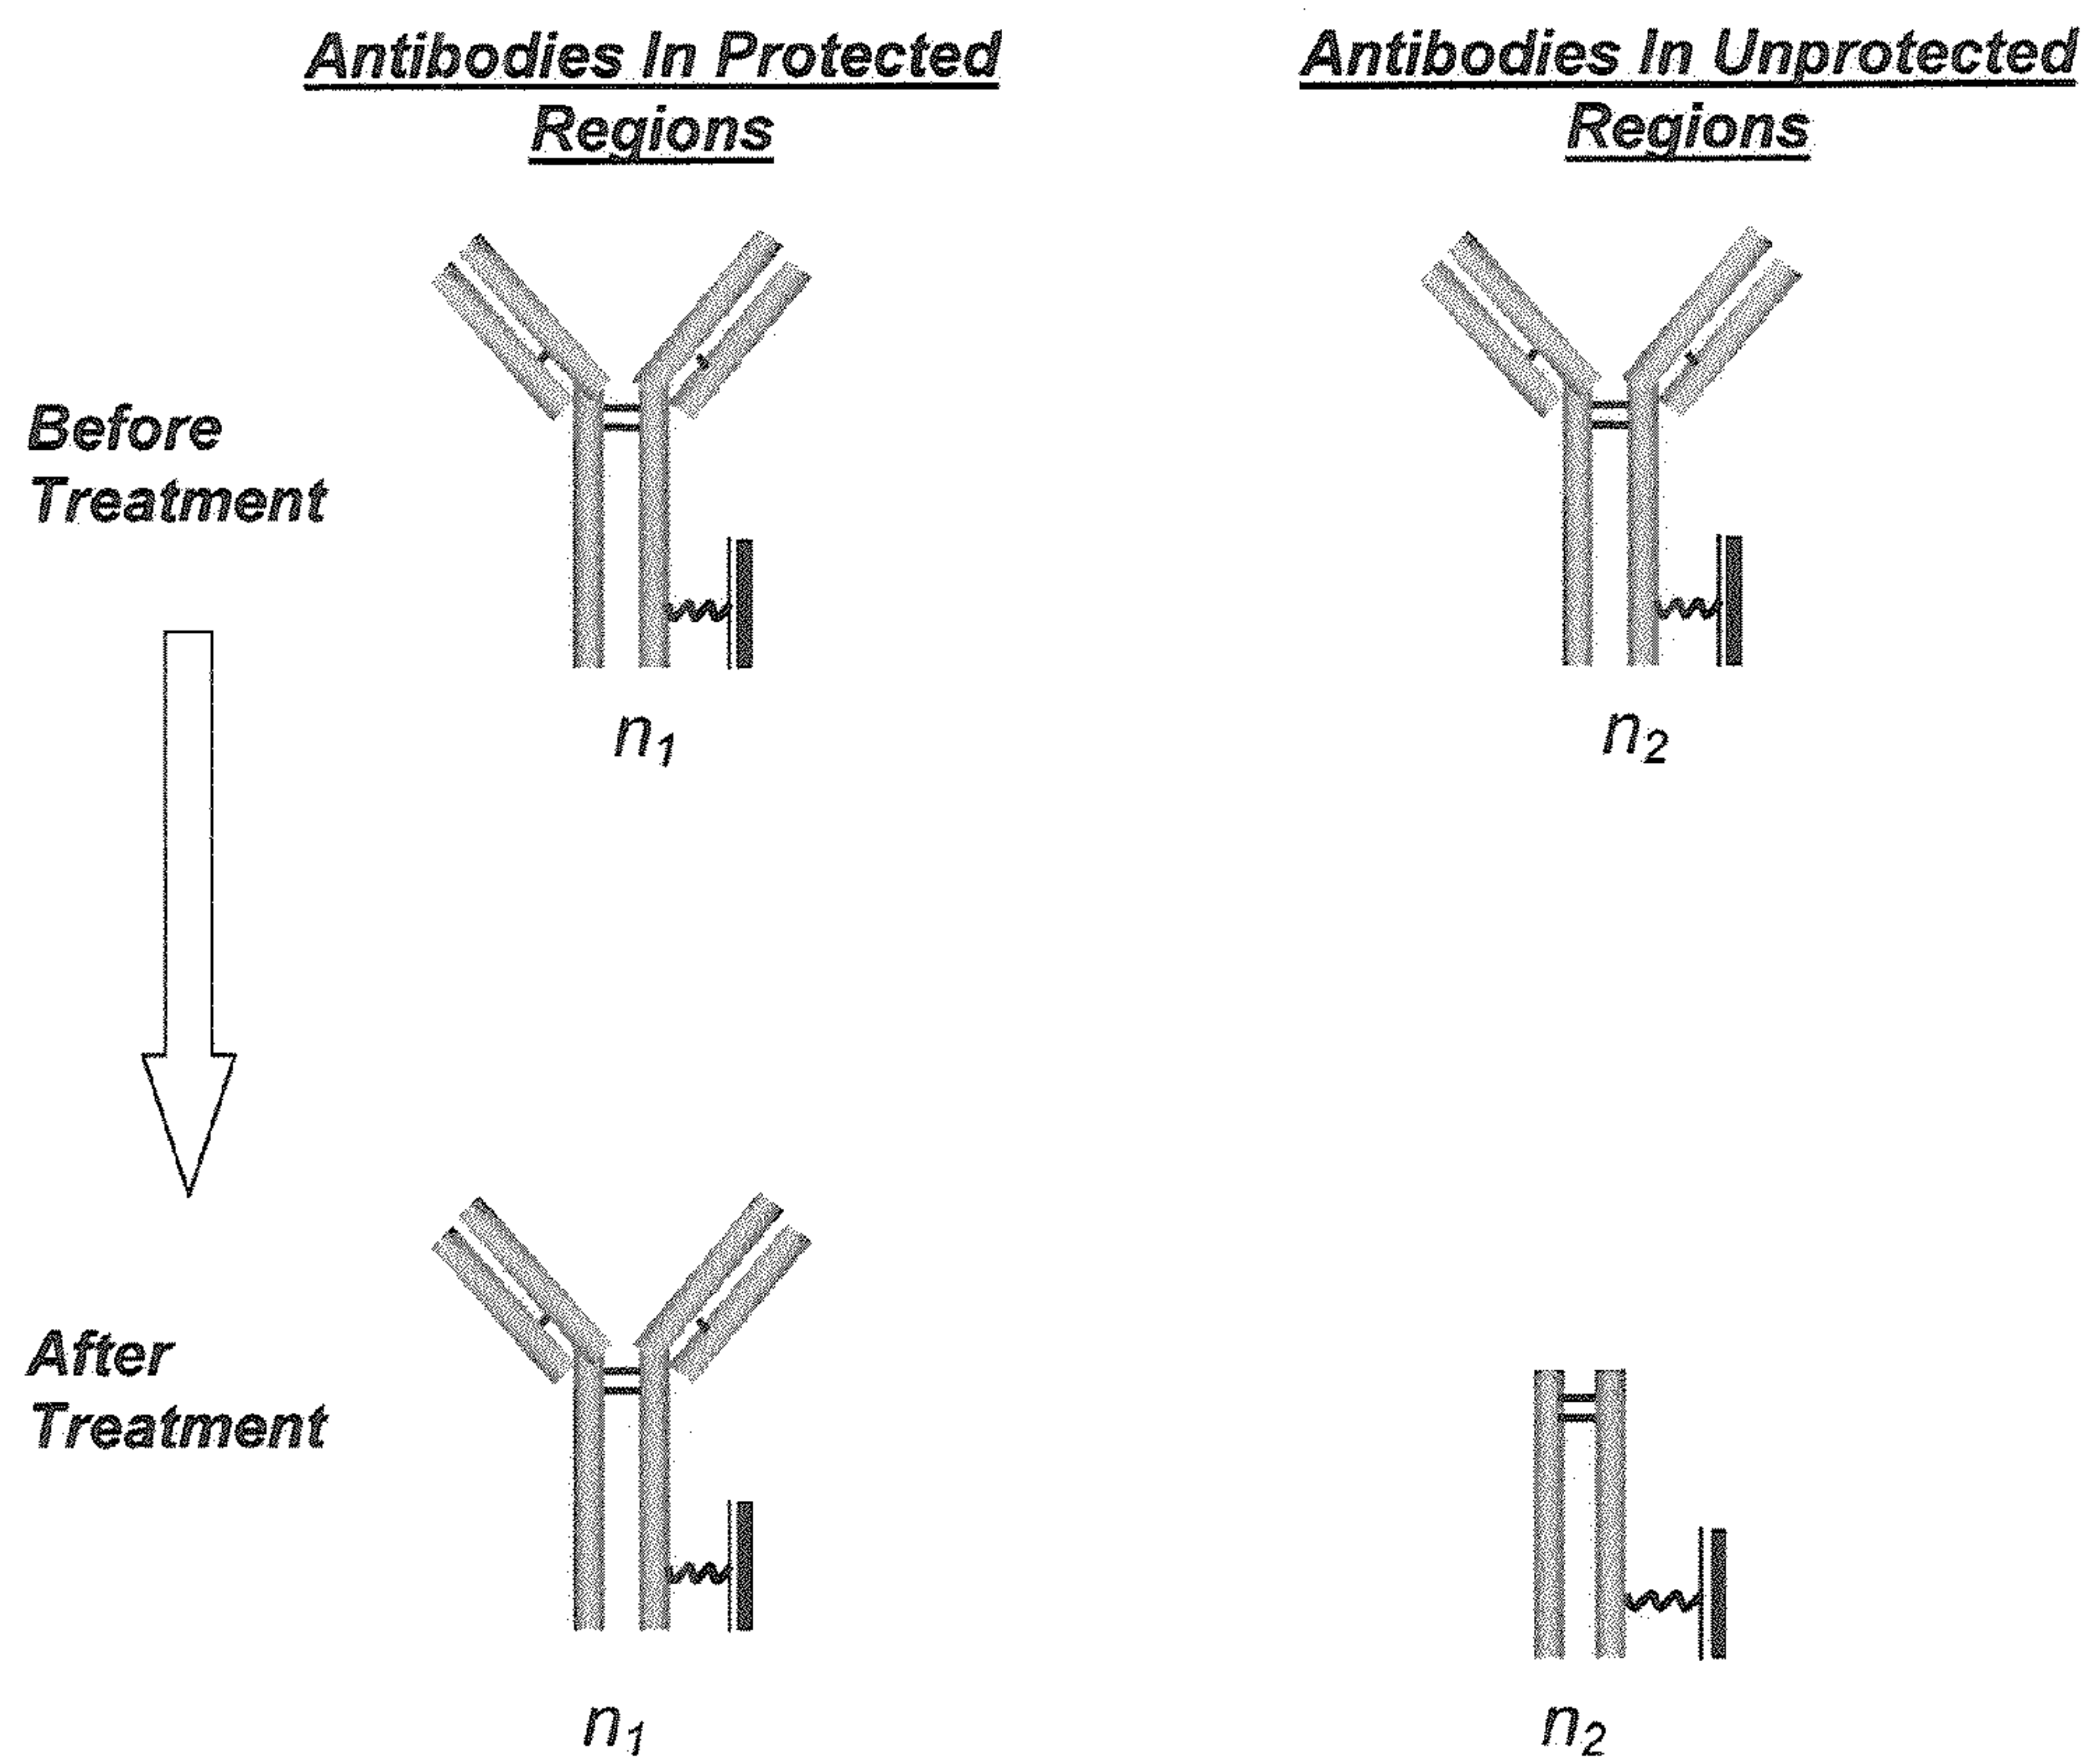 Antibodies In Protected
Regions
Antibodies In Unprotected
Regions
Before
Treatment
n1
n2
After
Treatment
n1
n2